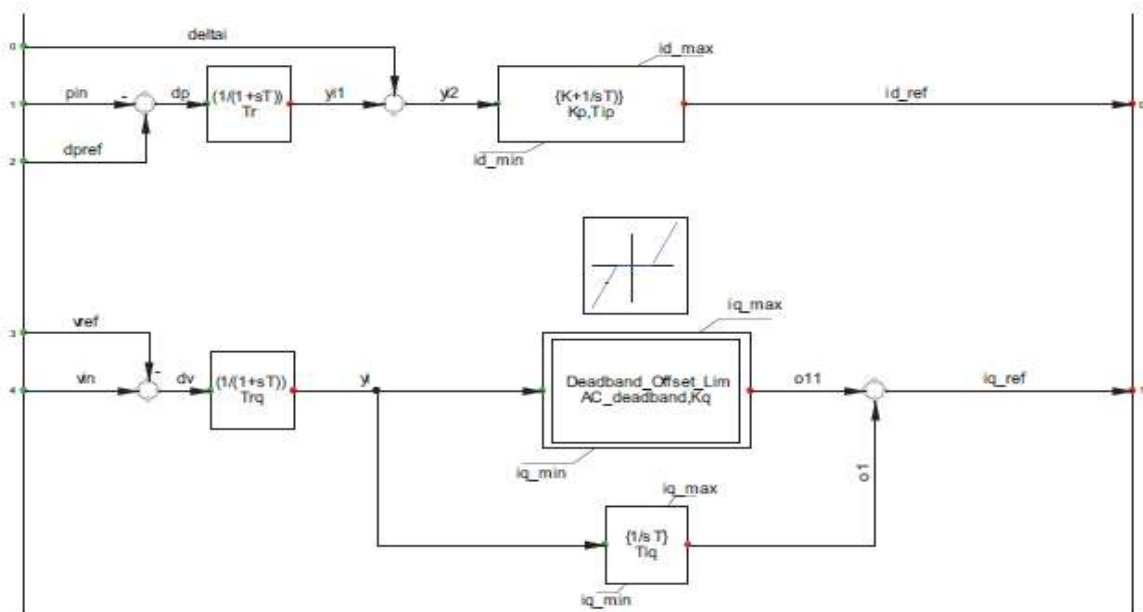 deltai
0
id_max
pin
-
dp
(1/(1+sT))
Tr
yi1
yi2
{K+1/sT)}
Kp,Tip
id_ref
1
0
dpref
2
id_min
iq_max
vref
3
-
vin
4
dv
(1/(1+sT))
Trq
yi
Deadband_Offset_Lim
AC_deadband,Kq
o11
iq_ref
1
iq_min
o1
iq_max
{1/sT}
Tiq
iq_min